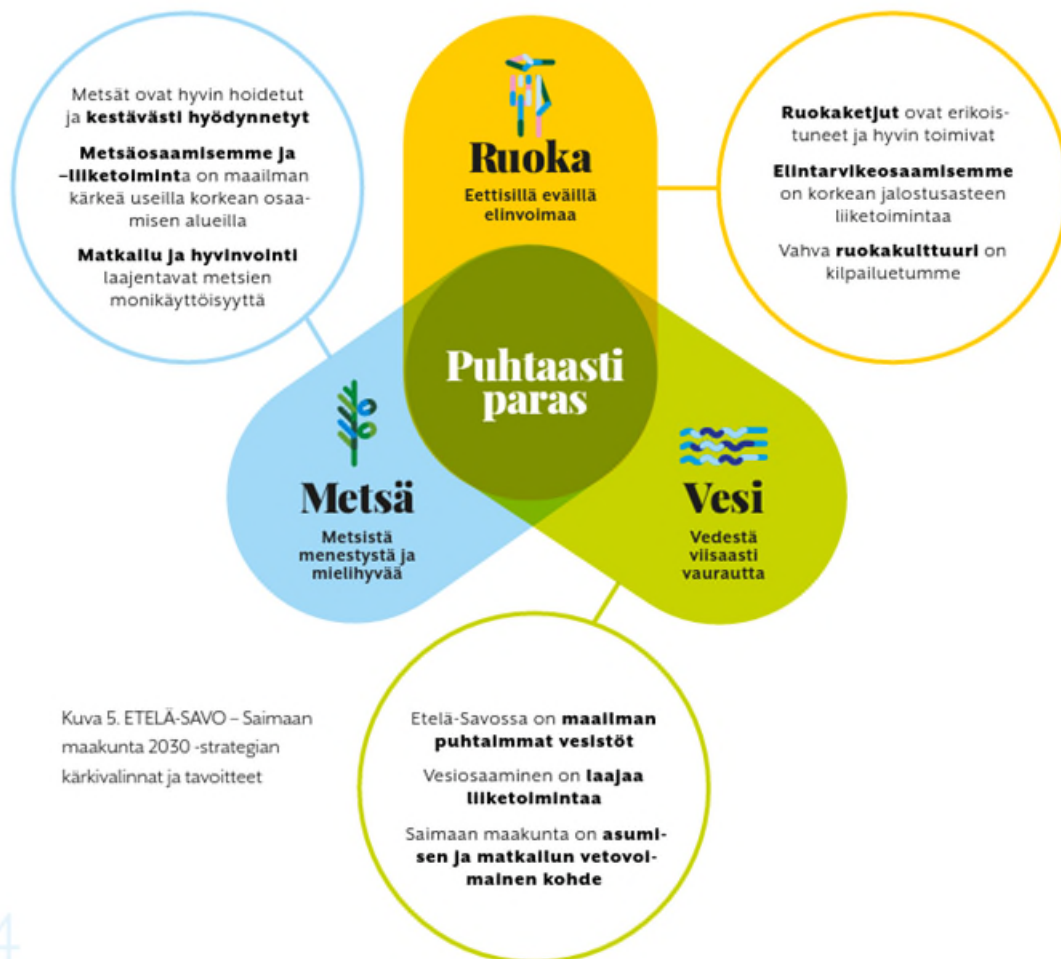 Metsät ovat hyvin hoidetut
ja kestävästi hyödynnetyt
Metsäosaamisemme ja
–liiketoiminta on maailman
kärkeä useilla korkean osaa-
misen alueilla
Matkailu ja hyvinvointi
laajentavat metsien
monikäyttöisyyttä
Ruoka
Eettisillä eväillä
elinvoimaa
Ruokaketjut ovat erikois-
tuneet ja hyvin toimivat
Elintarvikeosaamisemme
on korkean jalostusasteen
liiketoimintaa
Vahva ruokakulttuuri on
kilpailuetumme
Puhtaasti
paras
Metsä
Metsistä
menestystä ja
mielihyvää
Vesi
Vedestä
viisaasti
vaurautta
Kuva 5. ETELÄ-SAVO – Saimaan
maakunta 2030 -strategian
kärkivalinnat ja tavoitteet
Etelä-Savossa on maailman
puhtaimmat vesistöt
Vesiosaaminen on laajaa
liiketoimintaa
Saimaan maakunta on asumi-
sen ja matkailun vetovoi-
mainen kohde
4